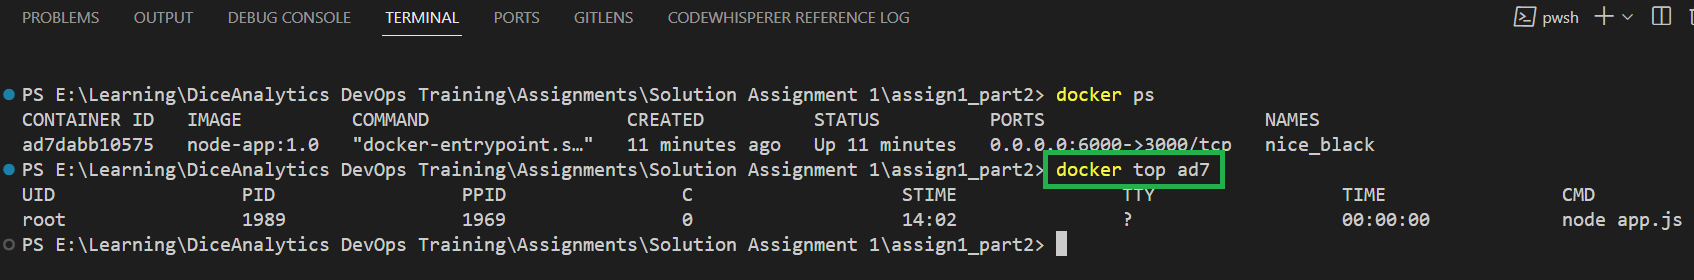 PROBLEMS OUTPUT DEBUG CONSOLE TERMINAL PORTS GITLENS CODEWHISPERER REFERENCE LOG pwsh
PS E:\Learning\DiceAnalytics DevOps Training\Assignments\Solution Assignment 1\assign1_part2> docker ps
CONTAINER ID IMAGE COMMAND CREATED STATUS PORTS NAMES
ad7dabb10575 node-app:1.0 "docker-entrypoint.s…" 11 minutes ago Up 11 minutes 0.0.0.0:6000->3000/tcp nice_black
PS E:\Learning\DiceAnalytics DevOps Training\Assignments\Solution Assignment 1\assign1_part2> docker top ad7
UID PID PPID C STIME TTY TIME CMD
root 1989 1969 0 14:02 ? 00:00:00 node app.js
PS E:\Learning\DiceAnalytics DevOps Training\Assignments\Solution Assignment 1\assign1_part2>